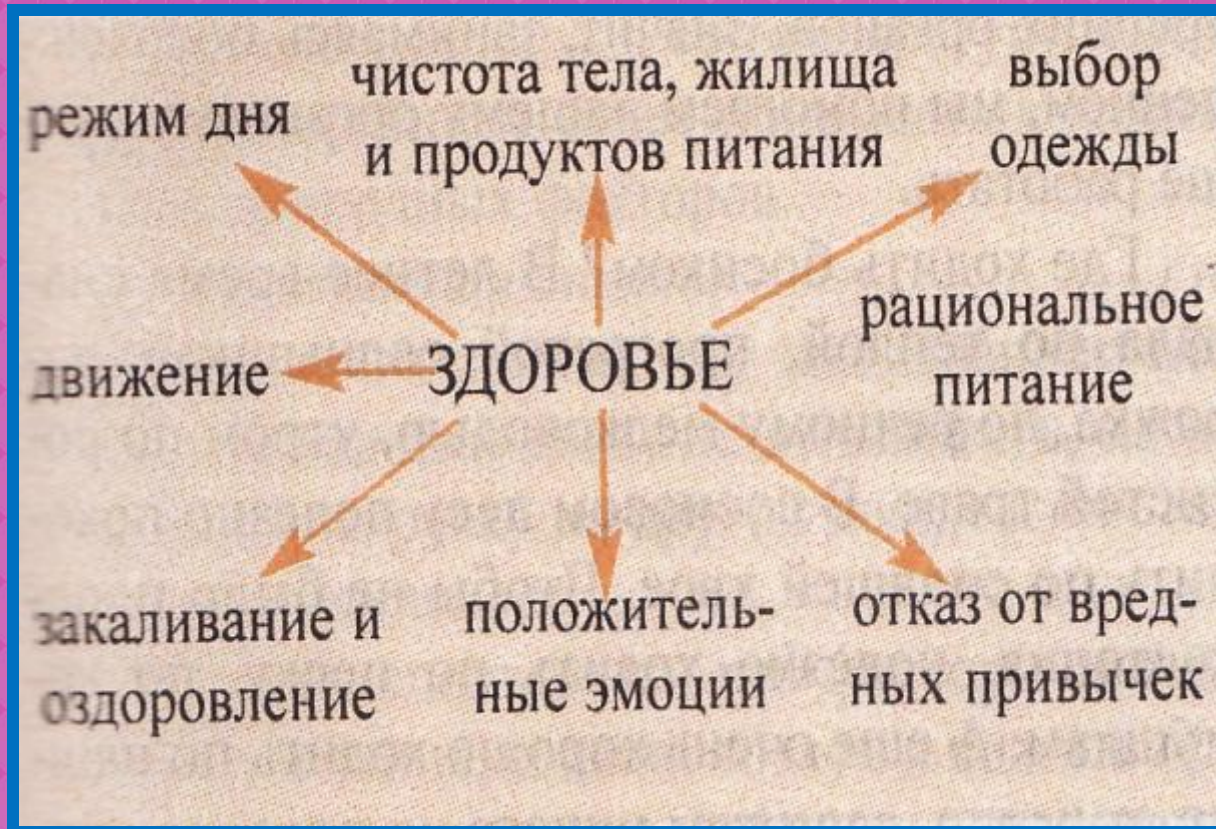 режим дня
чистота тела, жилища
и продуктов питания
выбор
одежды
движение
ЗДОРОВЬЕ
рациональное
питание
закаливание и
оздоровление
положитель-
ные эмоции
отказ от вред-
ных привычек